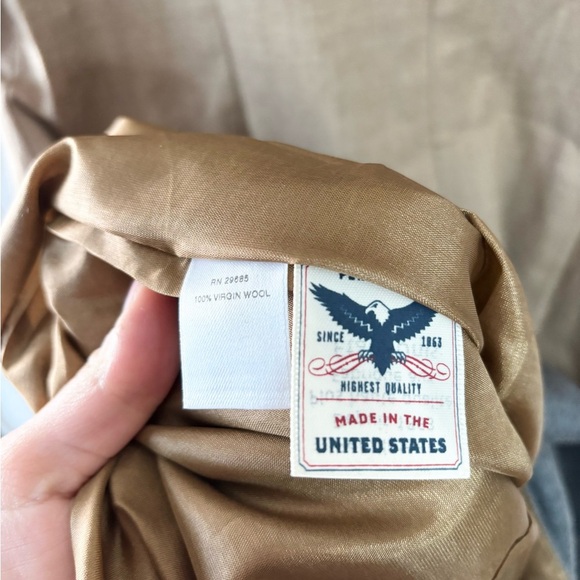 RN 29685
100% VIRGIN WOOL
SINCE 1863
HIGHEST QUALITY
MADE IN THE
UNITED STATES